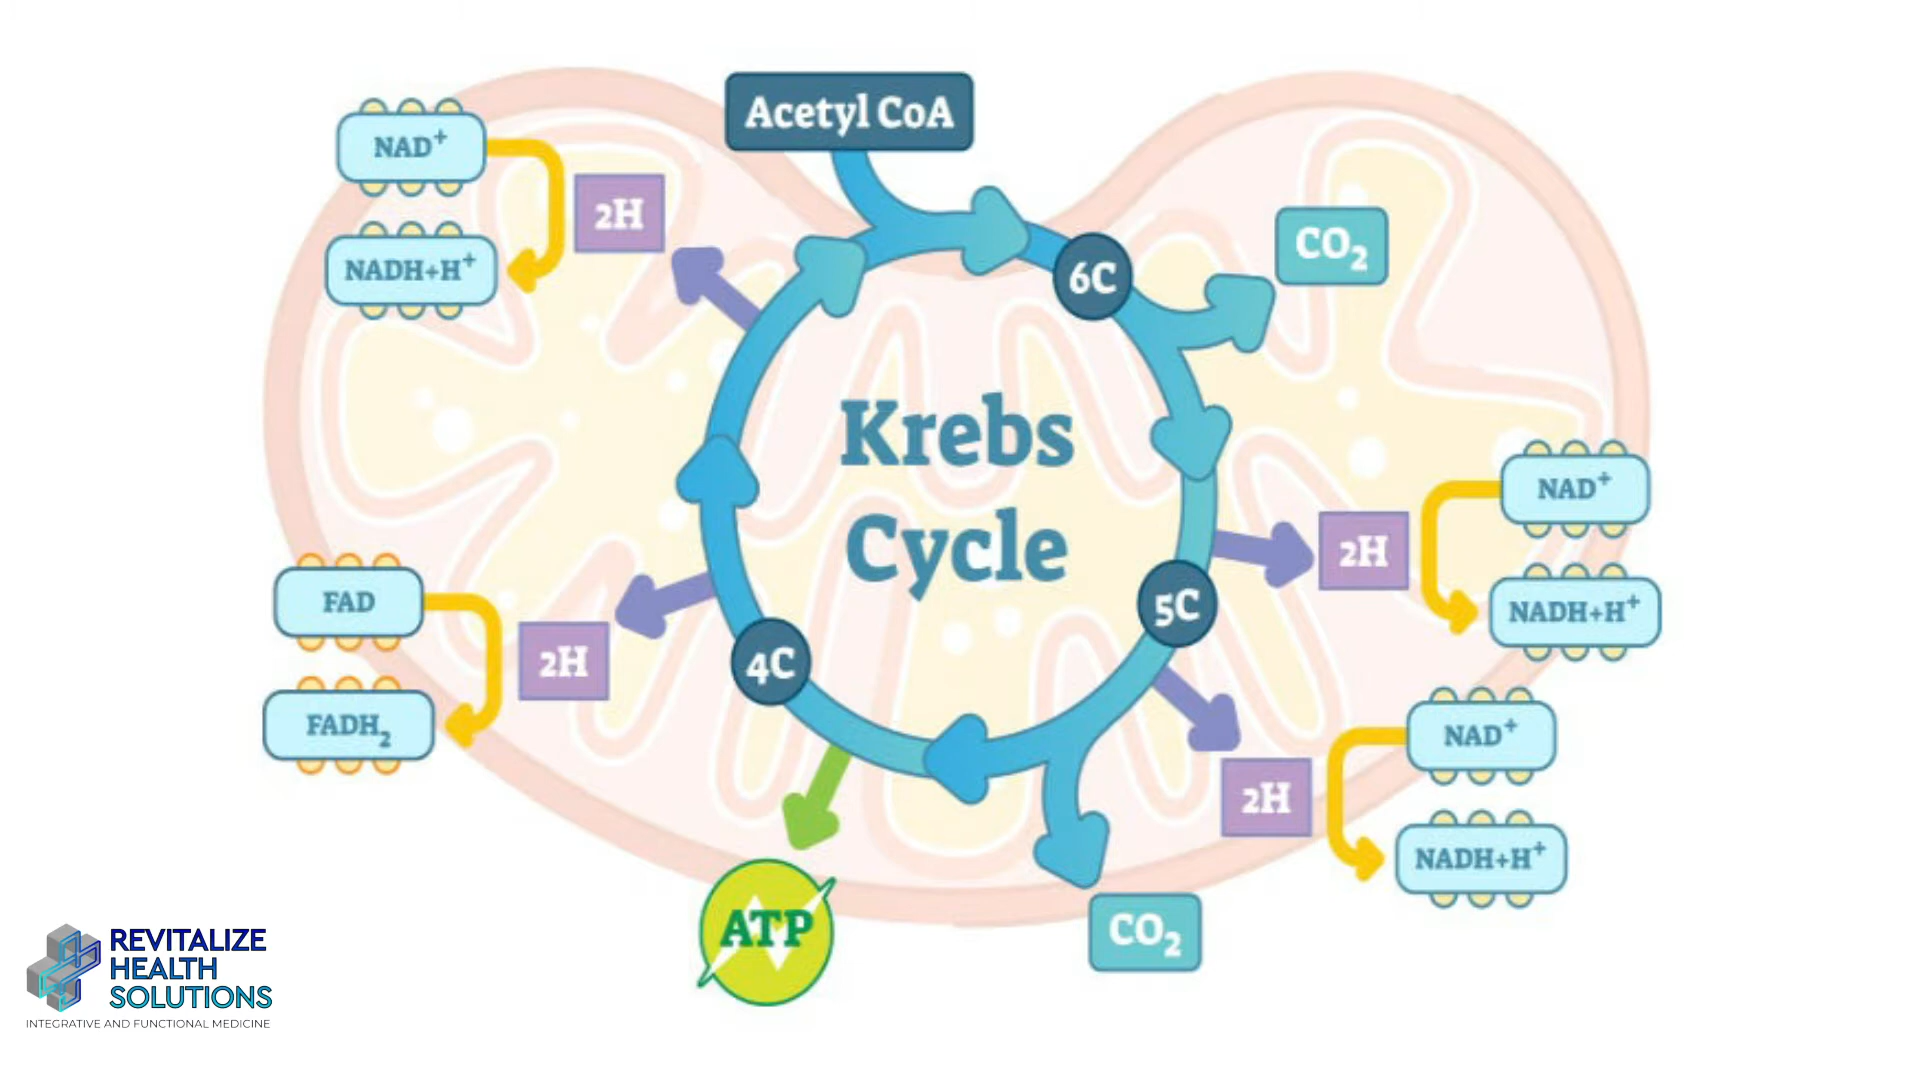 Acetyl CoA
NAD⁺
2H
NADH+H⁺
6C
CO₂
Krebs
Cycle
NAD⁺
2H
NADH+H⁺
5C
FAD
2H
4C
FADH₂
NAD⁺
2H
NADH+H⁺
ATP
CO₂
REVITALIZE
HEALTH
SOLUTIONS
INTEGRATIVE AND FUNCTIONAL MEDICINE